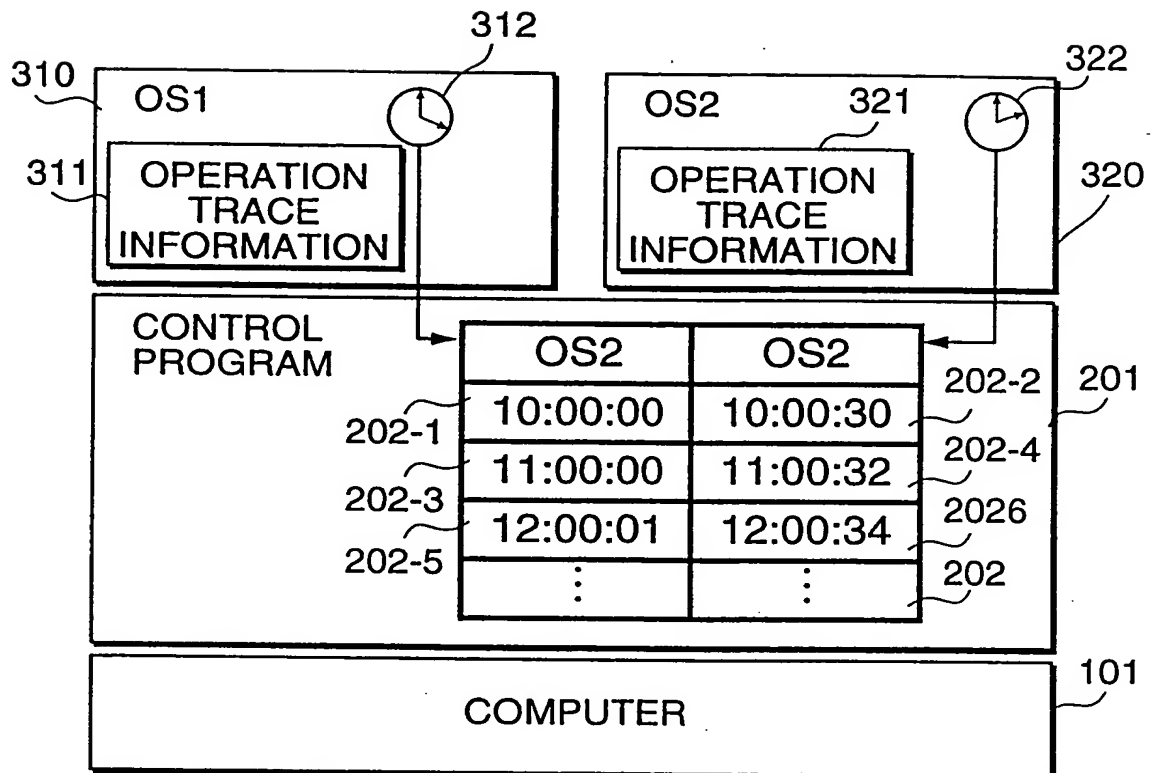 312
310
OS1
322
OS2
321
311
OPERATION
TRACE
INFORMATION
OPERATION
TRACE
INFORMATION
320
CONTROL
PROGRAM
OS2 OS2
10:00:00 10:00:30
202-2
201
202-1
11:00:00 11:00:32
202-4
202-3
12:00:01 12:00:34
2026
202-5
202
COMPUTER
101